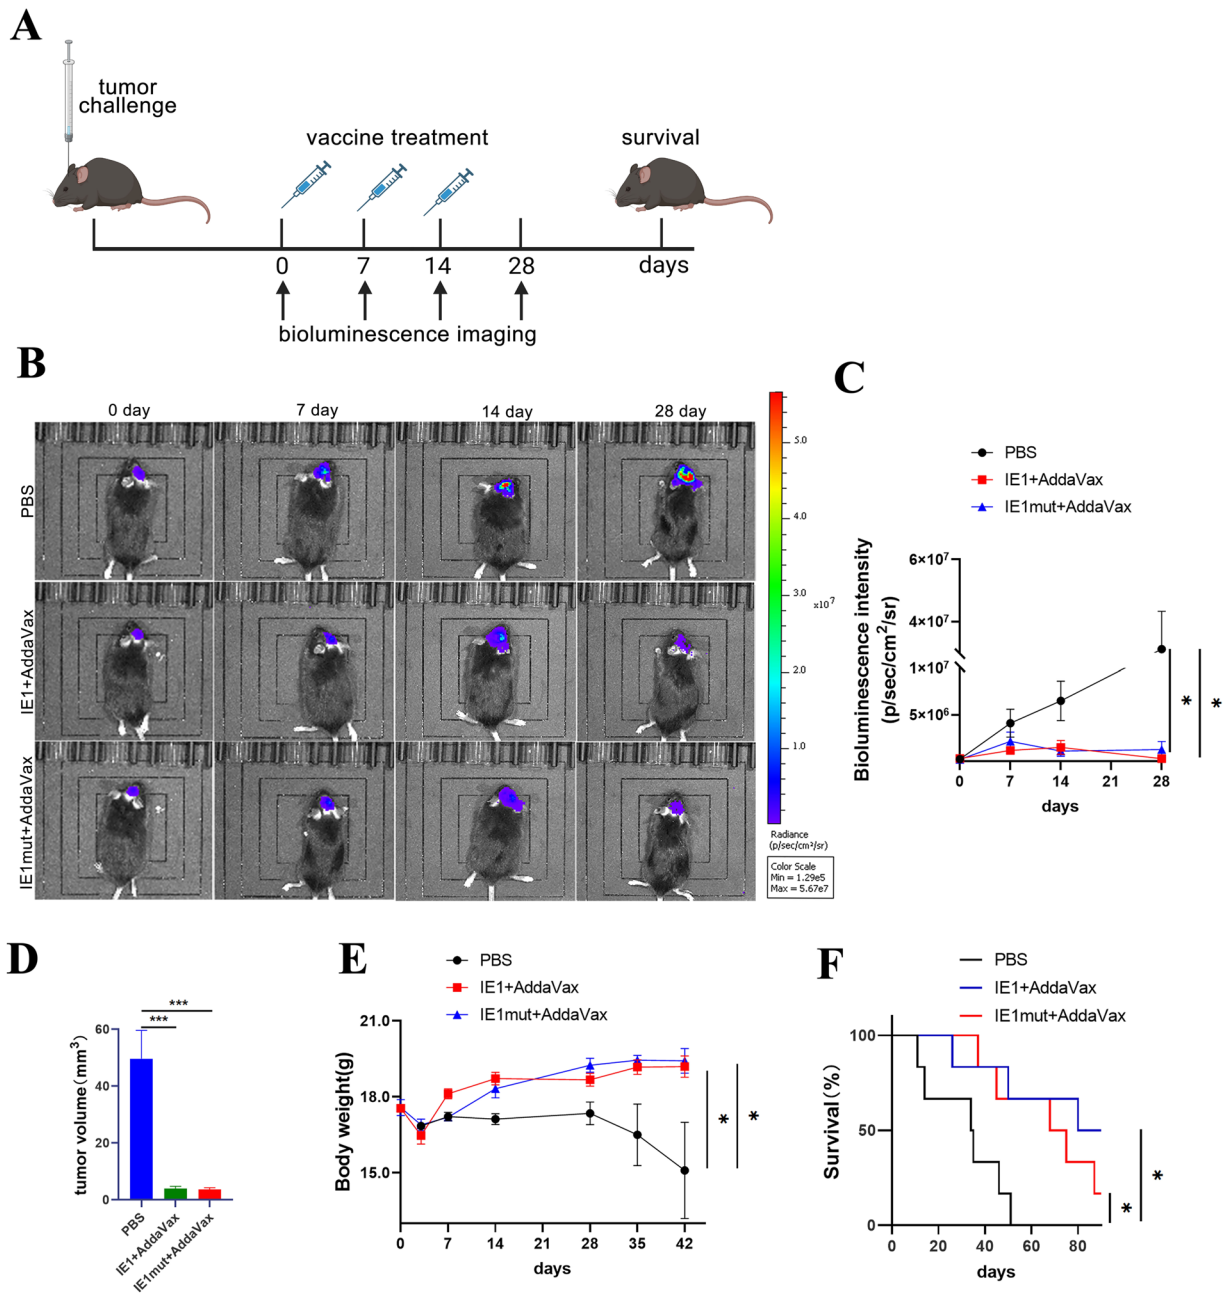 A
tumor
challenge
vaccine treatment
survival
0
7
14
28
days
bioluminescence imaging
B
0 day
7 day
14 day
28 day
PBS
IE1+AddaVax
IE1mut+AddaVax
5.0
4.0
3.0
x10⁷
2.0
1.0
Radiance
(p/sec/cm²/sr)
Color Scale
Min = 1.29e5
Max = 5.67e7
C
PBS
IE1+AddaVax
IE1mut+AddaVax
Bioluminescence intensity
(p/sec/cm²/sr)
6×10⁷
4×10⁷
1×10⁷
5×10⁶
0
7
14
21
28
days
*
*
D
tumor volume(mm³)
60
40
20
0
***
***
PBS
IE1+AddaVax
IE1mut+AddaVax
E
PBS
IE1+AddaVax
IE1mut+AddaVax
Body weight(g)
21.0
18.0
15.0
0
7
14
21
28
35
42
days
*
*
F
PBS
IE1+AddaVax
IE1mut+AddaVax
Survival(%)
100
50
0
0
20
40
60
80
days
*
*